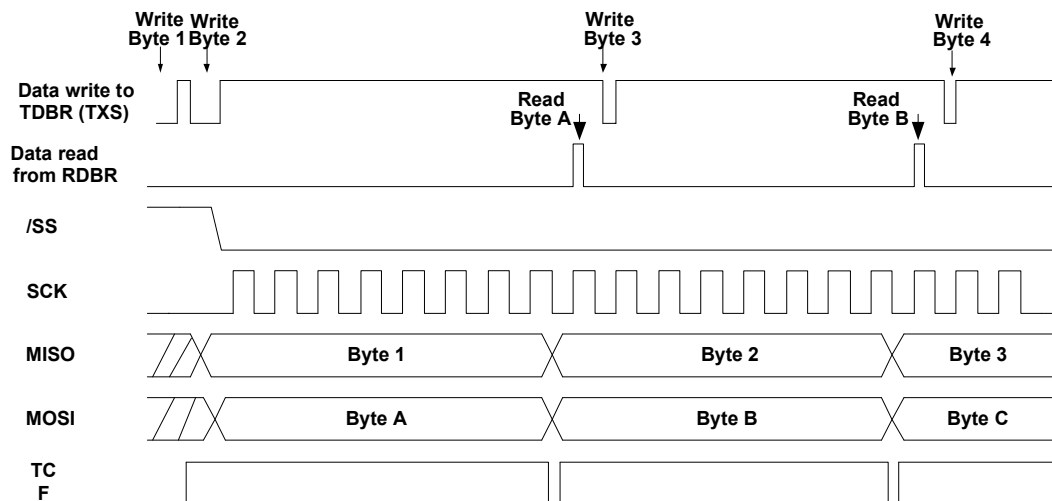 Write Write
Byte 1 Byte 2
Write
Byte 3
Write
Byte 4
Data write to
TDBR (TXS)
Read
Byte A
Read
Byte B
Data read
from RDBR
/SS
SCK
MISO
Byte 1
Byte 2
Byte 3
MOSI
Byte A
Byte B
Byte C
TC
F